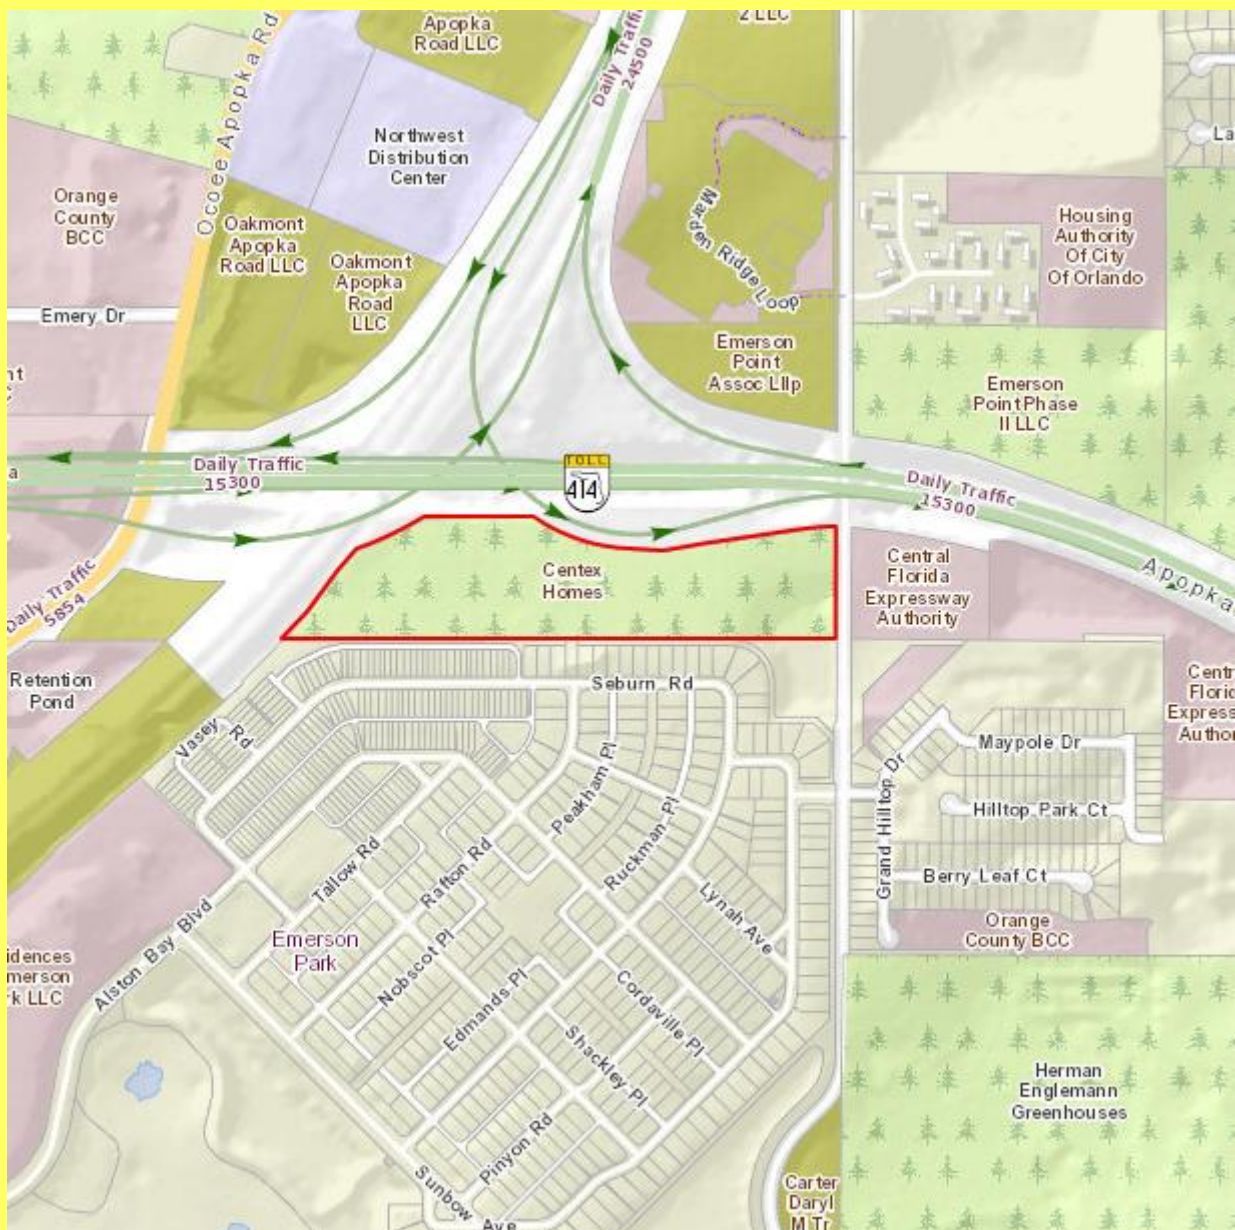 Apopka
Road LLC
2 LLC
Daily Traffic
24500
Ocoee Apopka Rd
Northwest
Distribution
Center
Orange
County
BCC
Oakmont
Apopka
Road LLC
Oakmont
Apopka
Road
LLC
Marden Ridge Loop
Housing
Authority
Of City
Of Orlando
La
Emery Dr
Emerson
Point
Assoc Lllp
Emerson
Point Phase
II LLC
Daily Traffic
15300
TOLL
414
Daily Traffic
15300
Apopka
Centex
Homes
Central
Florida
Expressway
Authority
Daily Traffic
5854
Retention
Pond
Seburn Rd
Vasey Rd
Peakham Pl
Ruckman Pl
Maypole Dr
Grand Hilltop Dr
Hilltop Park Ct
Berry Leaf Ct
Tallow Rd
Rafton Rd
Lynah Ave
Alston Bay Blvd
Emerson
Park
Nobscot Pl
Edmands Pl
Cordaville Pl
Shackley Pl
Pinyon Rd
Sunbow Ave
Orange
County BCC
idences
merson
k LLC
Herman
Englemann
Greenhouses
Carter
Daryl
M Tr